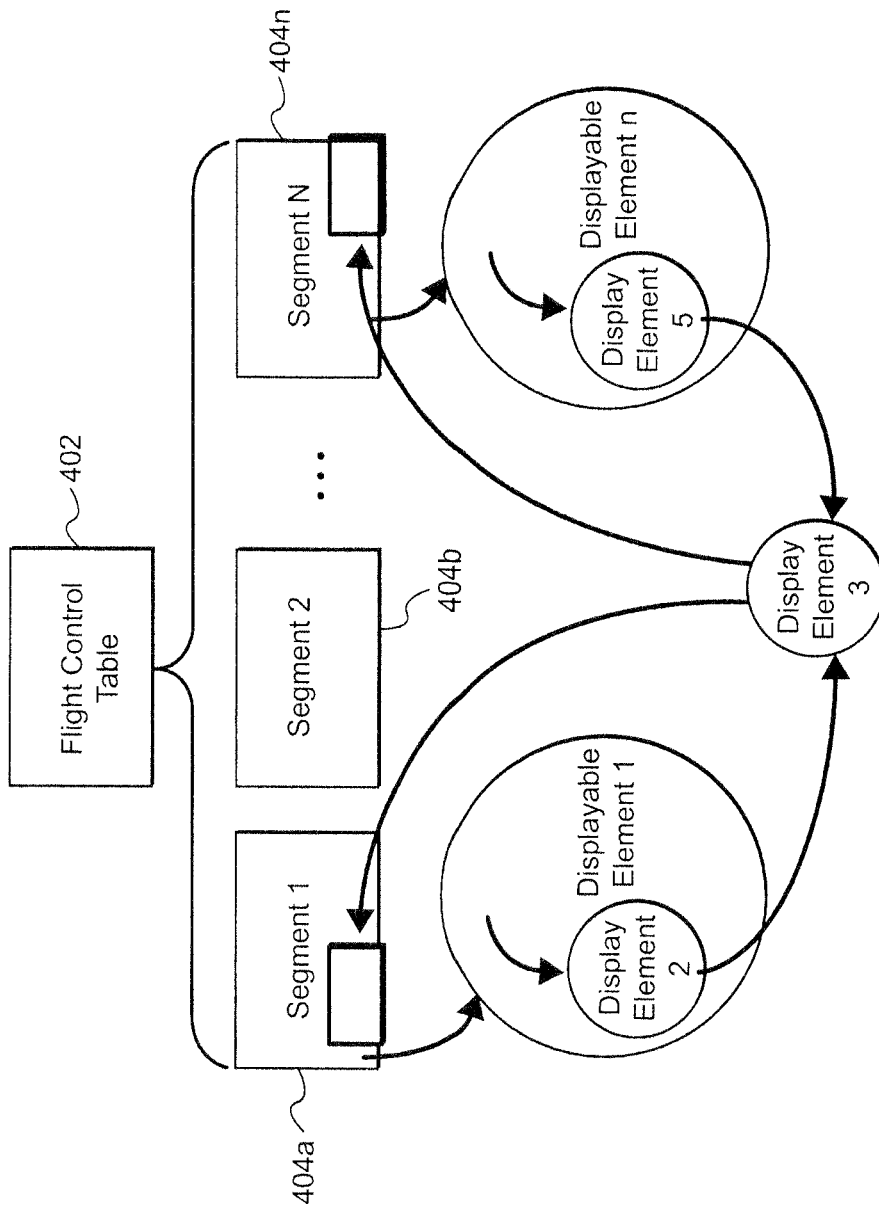 402
Flight Control
Table
404a
Segment 1
Segment 2
404b
...
Segment N
404n
Displayable
Element 1
Display
Element
2
Displayable
Element n
Display
Element
5
Display
Element
3